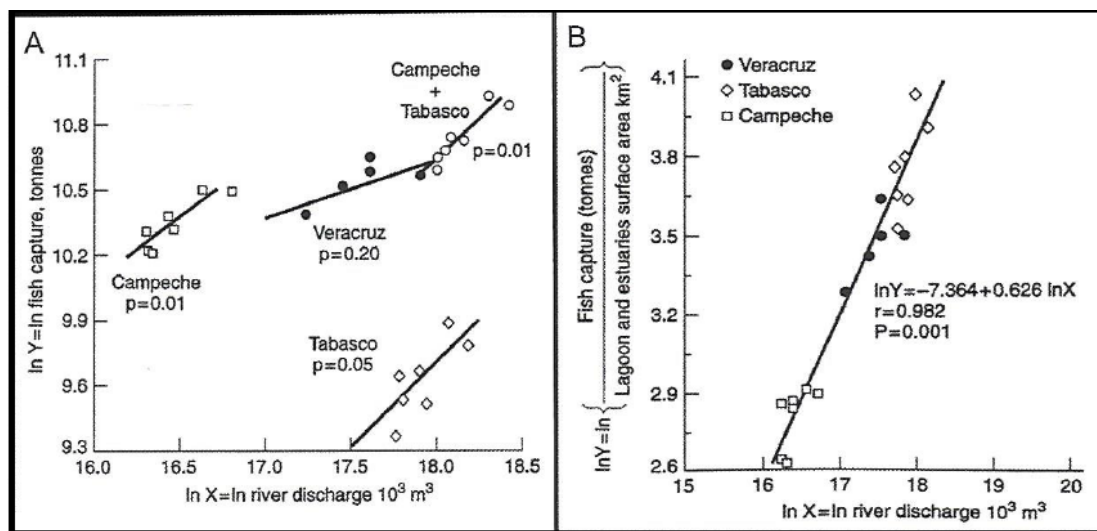 A
11.1
10.8
10.5
10.2
9.9
9.6
9.3
ln Y=ln fish capture, tonnes
Campeche
+
Tabasco
p=0.01
Veracruz
p=0.20
Campeche
p=0.01
Tabasco
p=0.05
16.0 16.5 17.0 17.5 18.0 18.5
ln X=ln river discharge 10³ m³
B
Veracruz
Tabasco
Campeche
4.1
3.8
3.5
3.2
2.9
2.6
lnY=ln
Fish capture (tonnes)
Lagoon and estuaries surface area km²
lnY=−7.364+0.626 lnX
r=0.982
P=0.001
15 16 17 18 19 20
ln X=ln river discharge 10³ m³